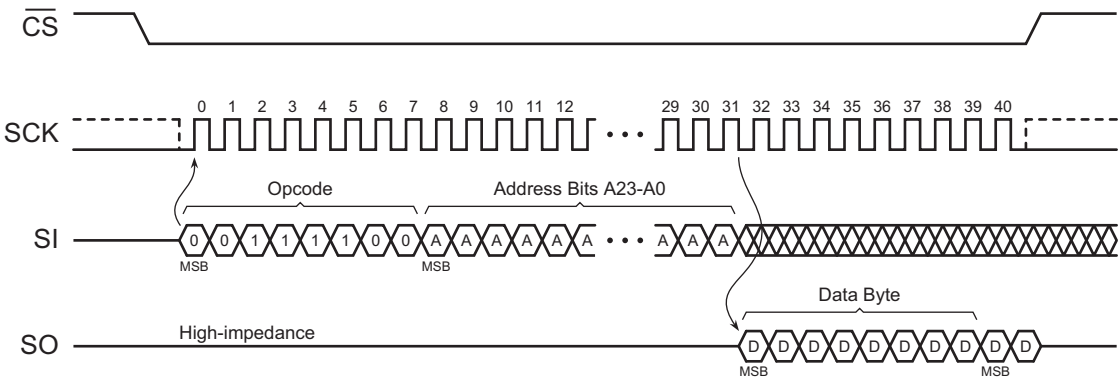 CS
0 1 2 3 4 5 6 7 8 9 10 11 12 29 30 31 32 33 34 35 36 37 38 39 40
SCK
Opcode Address Bits A23-A0
SI 0 0 1 1 1 1 0 0 A A A A A A A A A
MSB MSB
Data Byte
High-impedance
SO D D D D D D D D D D
MSB MSB